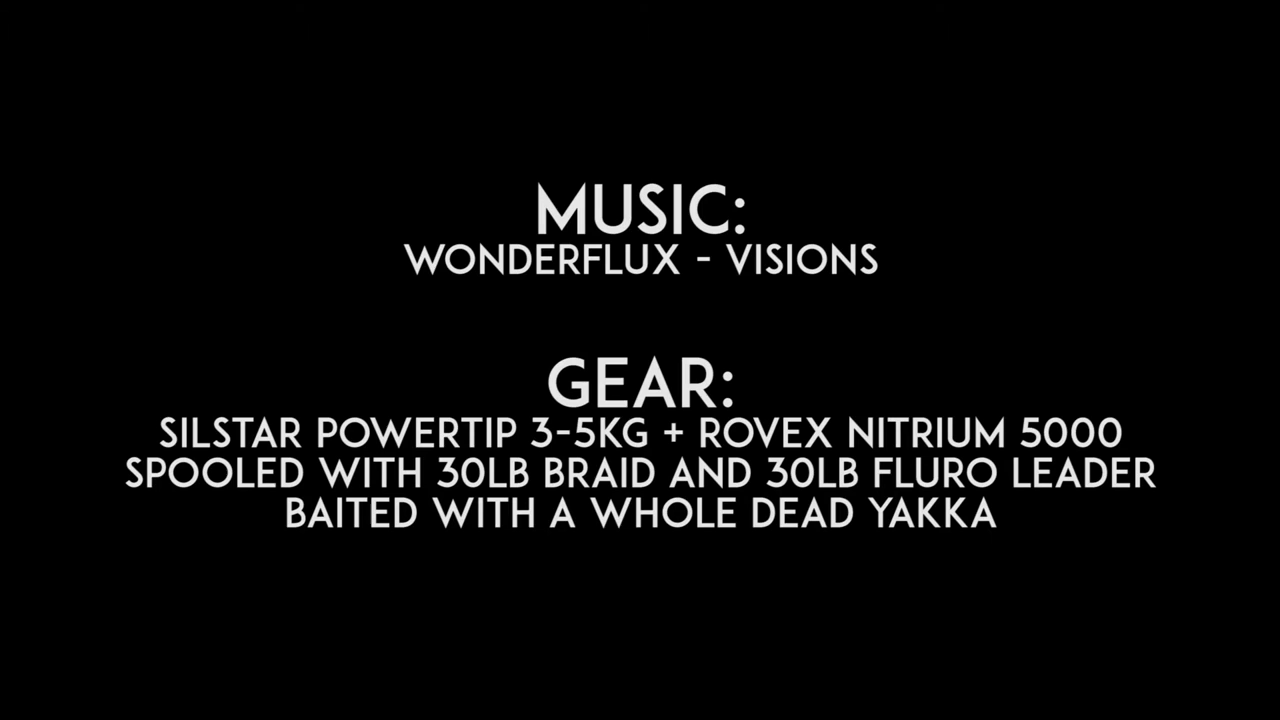 MUSIC:
WONDERFLUX - VISIONS
GEAR:
SILSTAR POWERTIP 3-5KG + ROVEX NITRIUM 5000
SPOOLED WITH 30LB BRAID AND 30LB FLURO LEADER
BAITED WITH A WHOLE DEAD YAKKA